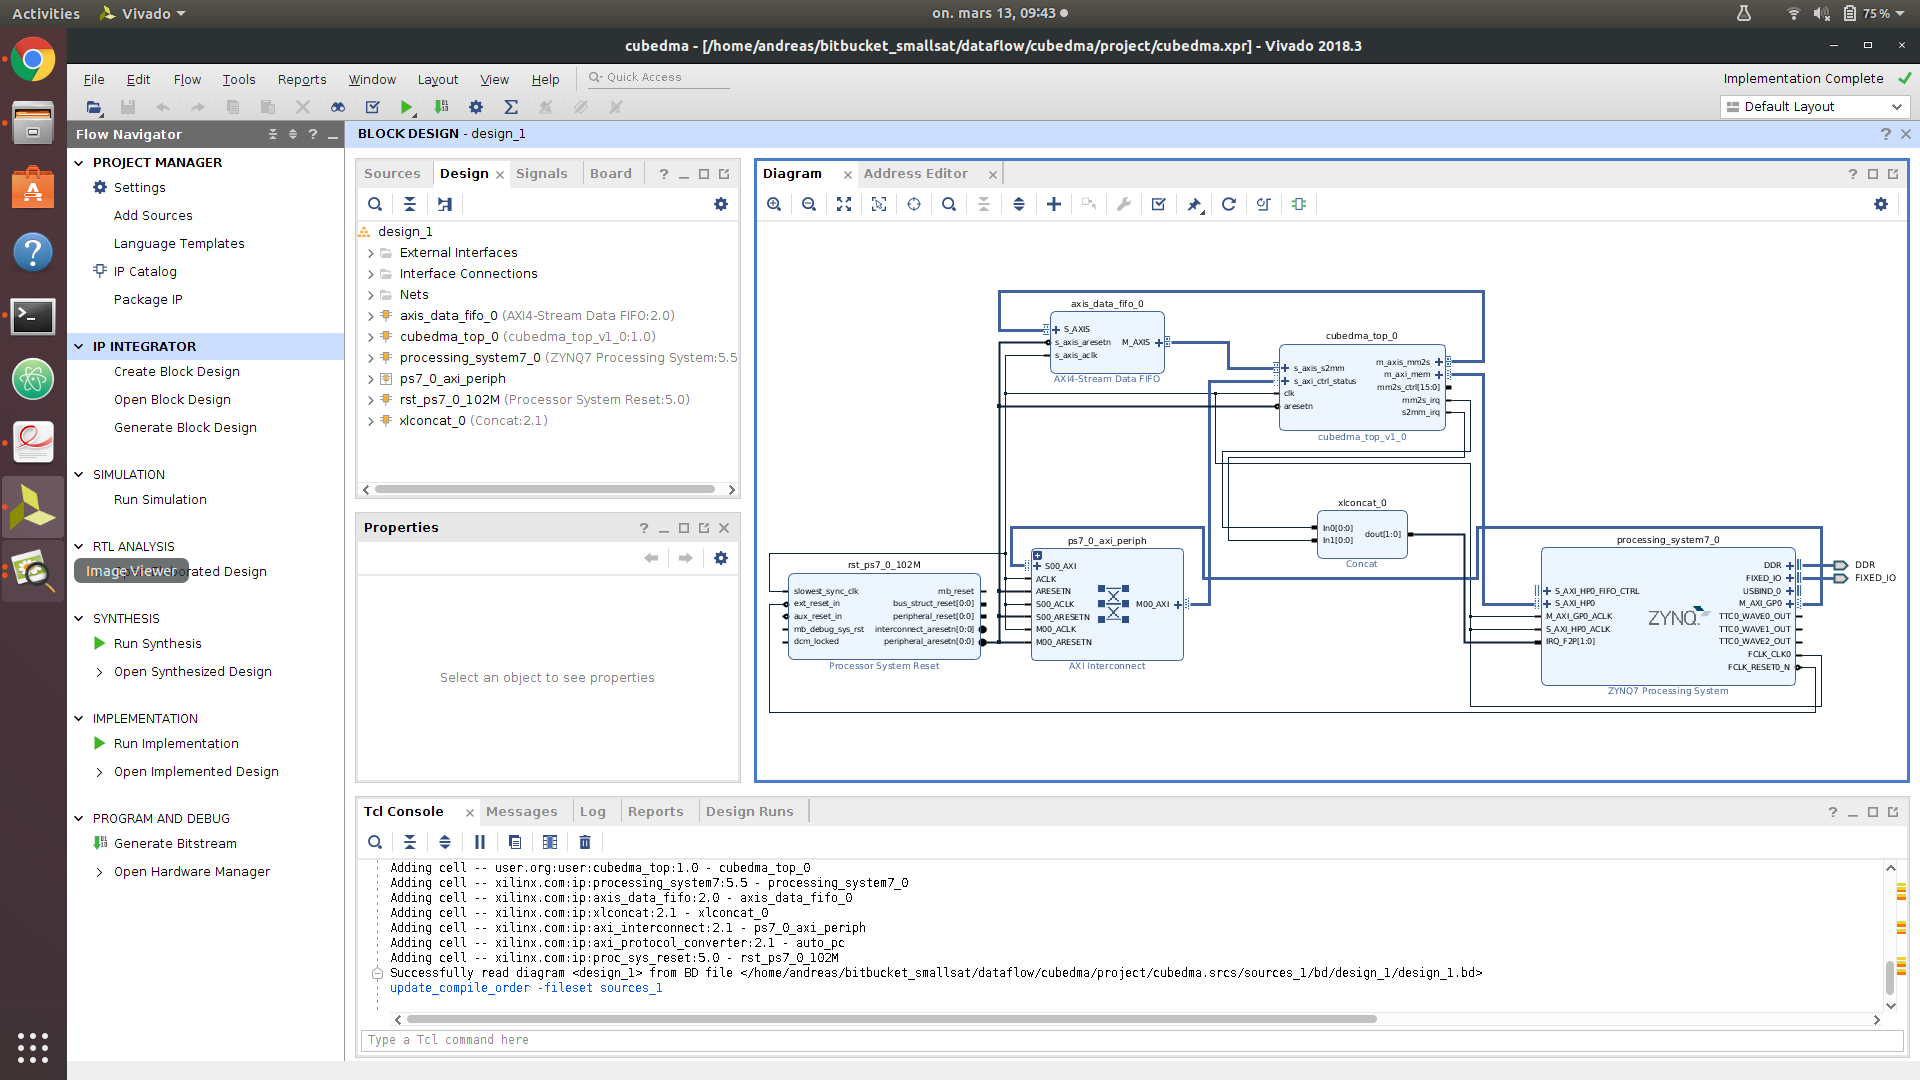 Activities
Vivado
on. mars 13, 09:43
75%
cubedma - [/home/andreas/bitbucket_smallsat/dataflow/cubedma/project/cubedma.xpr] - Vivado 2018.3
File Edit Flow Tools Reports Window Layout View Help
Quick Access
Implementation Complete
Default Layout
Flow Navigator
PROJECT MANAGER
Settings
Add Sources
Language Templates
IP Catalog
Package IP
IP INTEGRATOR
Create Block Design
Open Block Design
Generate Block Design
SIMULATION
Run Simulation
RTL ANALYSIS
Image Viewer
orated Design
SYNTHESIS
Run Synthesis
Open Synthesized Design
IMPLEMENTATION
Run Implementation
Open Implemented Design
PROGRAM AND DEBUG
Generate Bitstream
Open Hardware Manager
BLOCK DESIGN - design_1
Sources Design Signals Board
design_1
External Interfaces
Interface Connections
Nets
axis_data_fifo_0 (AXI4-Stream Data FIFO:2.0)
cubedma_top_0 (cubedma_top_v1_0:1.0)
processing_system7_0 (ZYNQ7 Processing System:5.5
ps7_0_axi_periph
rst_ps7_0_102M (Processor System Reset:5.0)
xlconcat_0 (Concat:2.1)
Properties
Select an object to see properties
Diagram Address Editor
axis_data_fifo_0
S_AXIS
s_axis_aresetn
s_axis_aclk
M_AXIS
AXI4-Stream Data FIFO
cubedma_top_0
s_axis_s2mm
s_axi_ctrl_status
clk
aresetn
m_axis_mm2s
m_axi_mem
mm2s_ctrl[15:0]
mm2s_irq
s2mm_irq
cubedma_top_v1_0
xlconcat_0
In0[0:0]
In1[0:0]
dout[1:0]
Concat
rst_ps7_0_102M
slowest_sync_clk
ext_reset_in
aux_reset_in
mb_debug_sys_rst
dcm_locked
mb_reset
bus_struct_reset[0:0]
peripheral_reset[0:0]
interconnect_aresetn[0:0]
peripheral_aresetn[0:0]
Processor System Reset
ps7_0_axi_periph
S00_AXI
ACLK
ARESETN
S00_ACLK
S00_ARESETN
M00_ACLK
M00_ARESETN
M00_AXI
AXI Interconnect
processing_system7_0
S_AXI_HP0_FIFO_CTRL
S_AXI_HP0
M_AXI_GP0_ACLK
S_AXI_HP0_ACLK
IRQ_F2P[1:0]
ZYNQ
DDR
FIXED_IO
USBIND_0
M_AXI_GP0
TTC0_WAVE0_OUT
TTC0_WAVE1_OUT
TTC0_WAVE2_OUT
FCLK_CLK0
FCLK_RESET0_N
ZYNQ7 Processing System
DDR
FIXED_IO
Tcl Console Messages Log Reports Design Runs
Adding cell -- user.org:user:cubedma_top:1.0 - cubedma_top_0
Adding cell -- xilinx.com:ip:processing_system7:5.5 - processing_system7_0
Adding cell -- xilinx.com:ip:axis_data_fifo:2.0 - axis_data_fifo_0
Adding cell -- xilinx.com:ip:xlconcat:2.1 - xlconcat_0
Adding cell -- xilinx.com:ip:axi_interconnect:2.1 - ps7_0_axi_periph
Adding cell -- xilinx.com:ip:axi_protocol_converter:2.1 - auto_pc
Adding cell -- xilinx.com:ip:proc_sys_reset:5.0 - rst_ps7_0_102M
Successfully read diagram <design_1> from BD file </home/andreas/bitbucket_smallsat/dataflow/cubedma/project/cubedma.srcs/sources_1/bd/design_1/design_1.bd>
update_compile_order -fileset sources_1
Type a Tcl command here